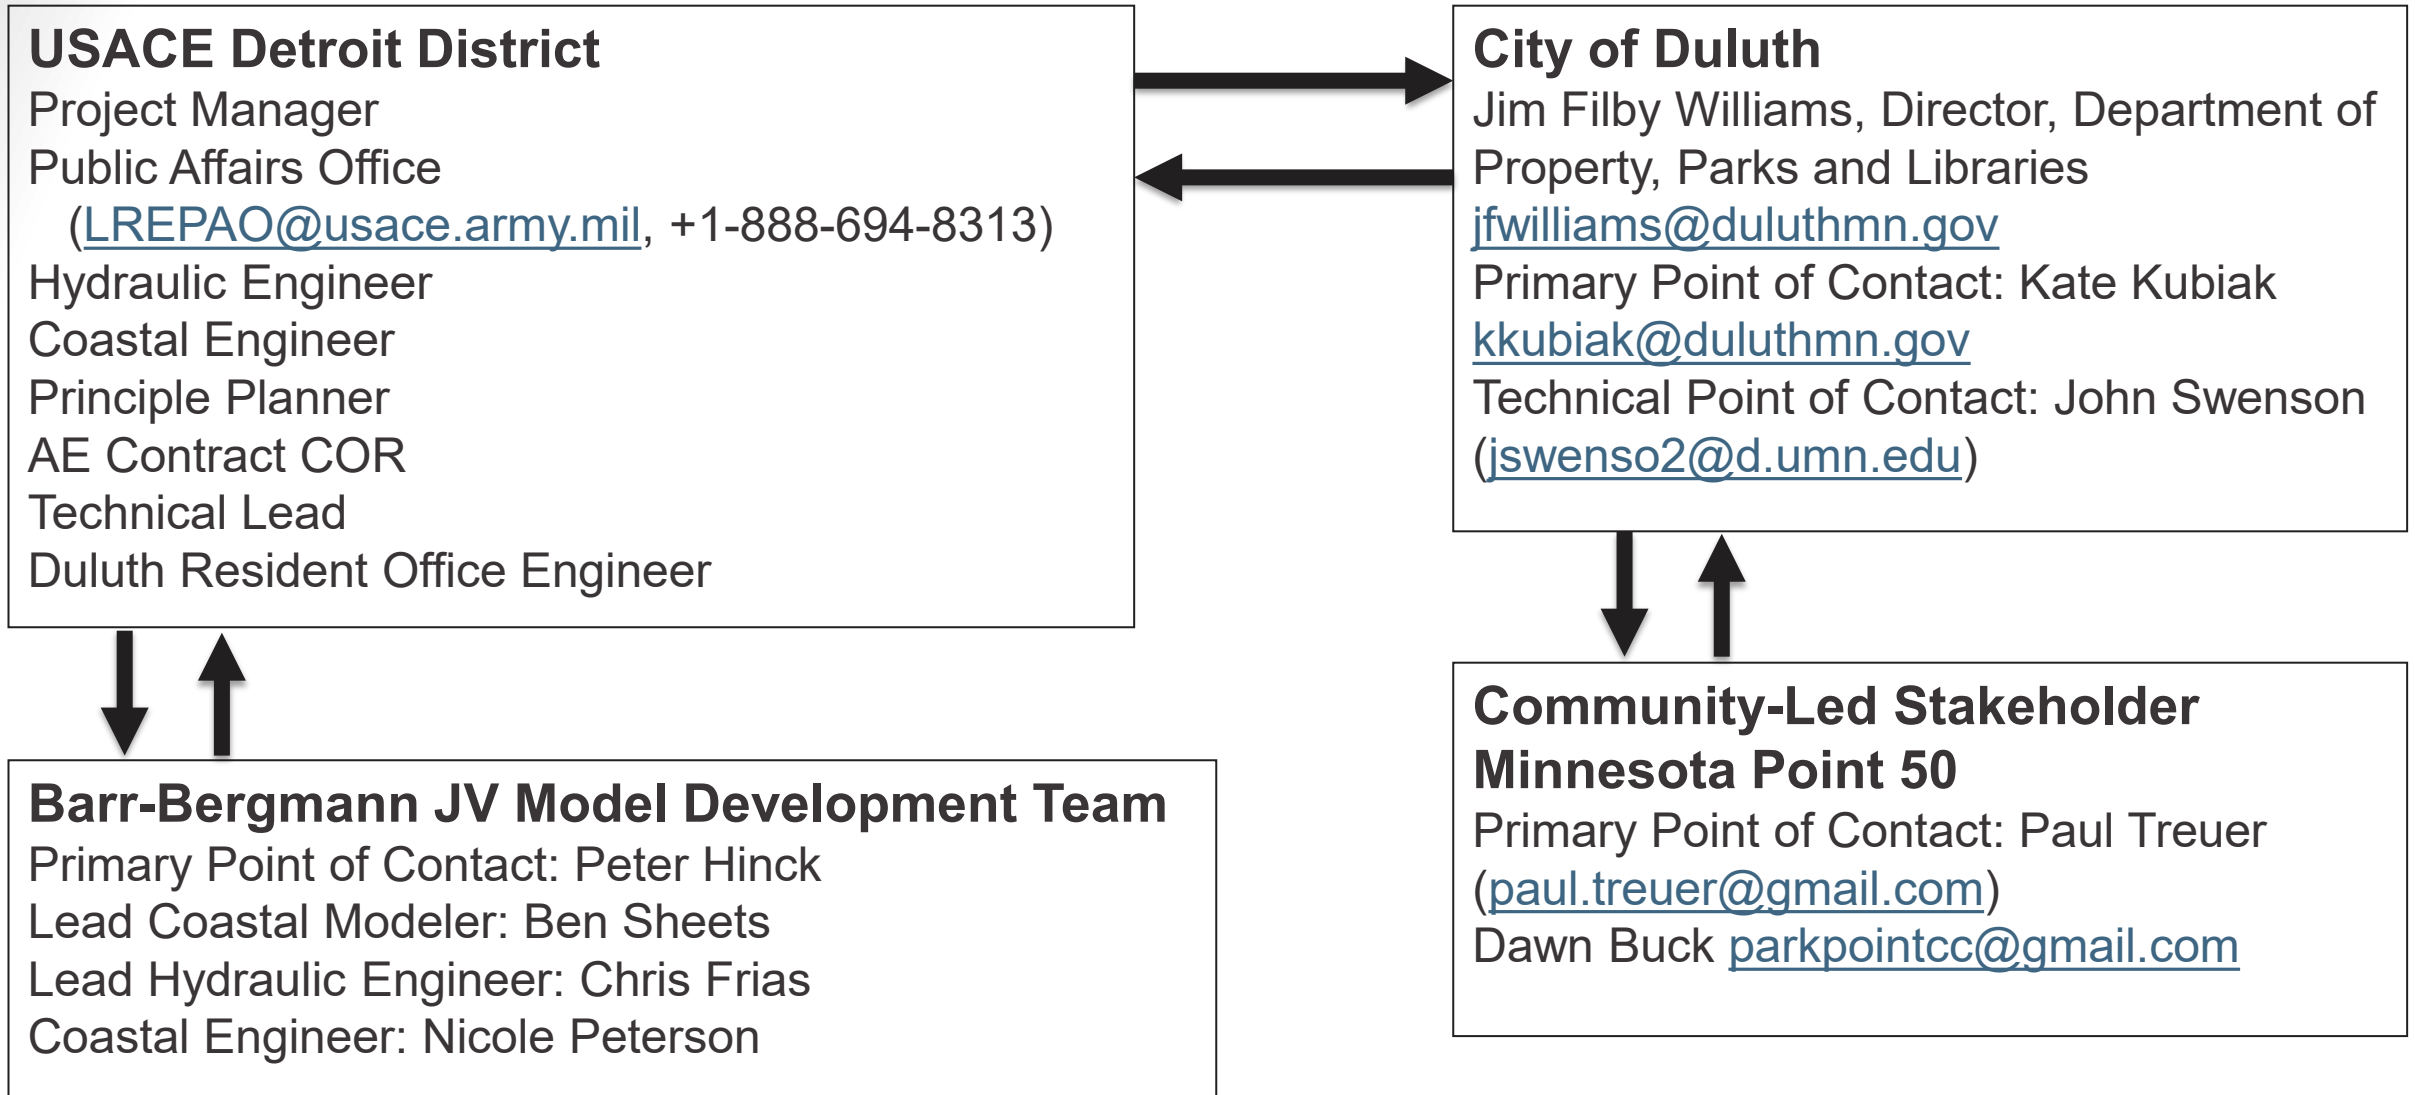 USACE Detroit District
Project Manager
Public Affairs Office
(LREPAO@usace.army.mil, +1-888-694-8313)
Hydraulic Engineer
Coastal Engineer
Principle Planner
AE Contract COR
Technical Lead
Duluth Resident Office Engineer
City of Duluth
Jim Filby Williams, Director, Department of
Property, Parks and Libraries
jfwilliams@duluthmn.gov
Primary Point of Contact: Kate Kubiak
kkubiak@duluthmn.gov
Technical Point of Contact: John Swenson
(jswenso2@d.umn.edu)
Barr-Bergmann JV Model Development Team
Primary Point of Contact: Peter Hinck
Lead Coastal Modeler: Ben Sheets
Lead Hydraulic Engineer: Chris Frias
Coastal Engineer: Nicole Peterson
Community-Led Stakeholder
Minnesota Point 50
Primary Point of Contact: Paul Treuer
(paul.treuer@gmail.com)
Dawn Buck parkpointcc@gmail.com